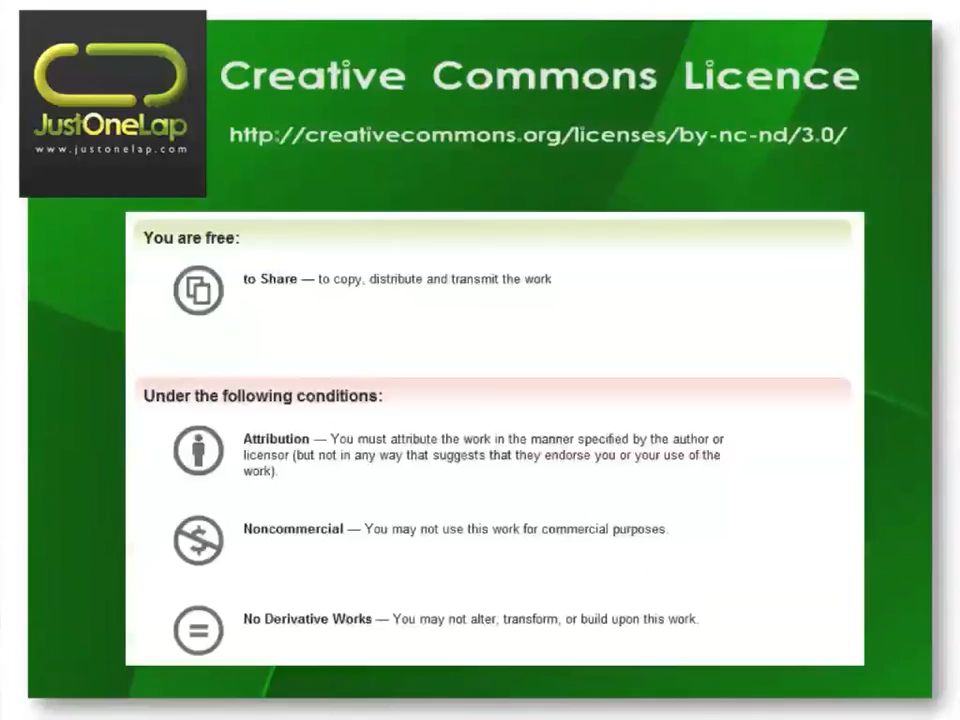 JustOneLap
www.justonelap.com
Creative Commons Licence
http://creativecommons.org/licenses/by-nc-nd/3.0/
You are free:
to Share — to copy, distribute and transmit the work
Under the following conditions:
Attribution — You must attribute the work in the manner specified by the author or
licensor (but not in any way that suggests that they endorse you or your use of the
work).
Noncommercial — You may not use this work for commercial purposes.
No Derivative Works — You may not alter, transform, or build upon this work.